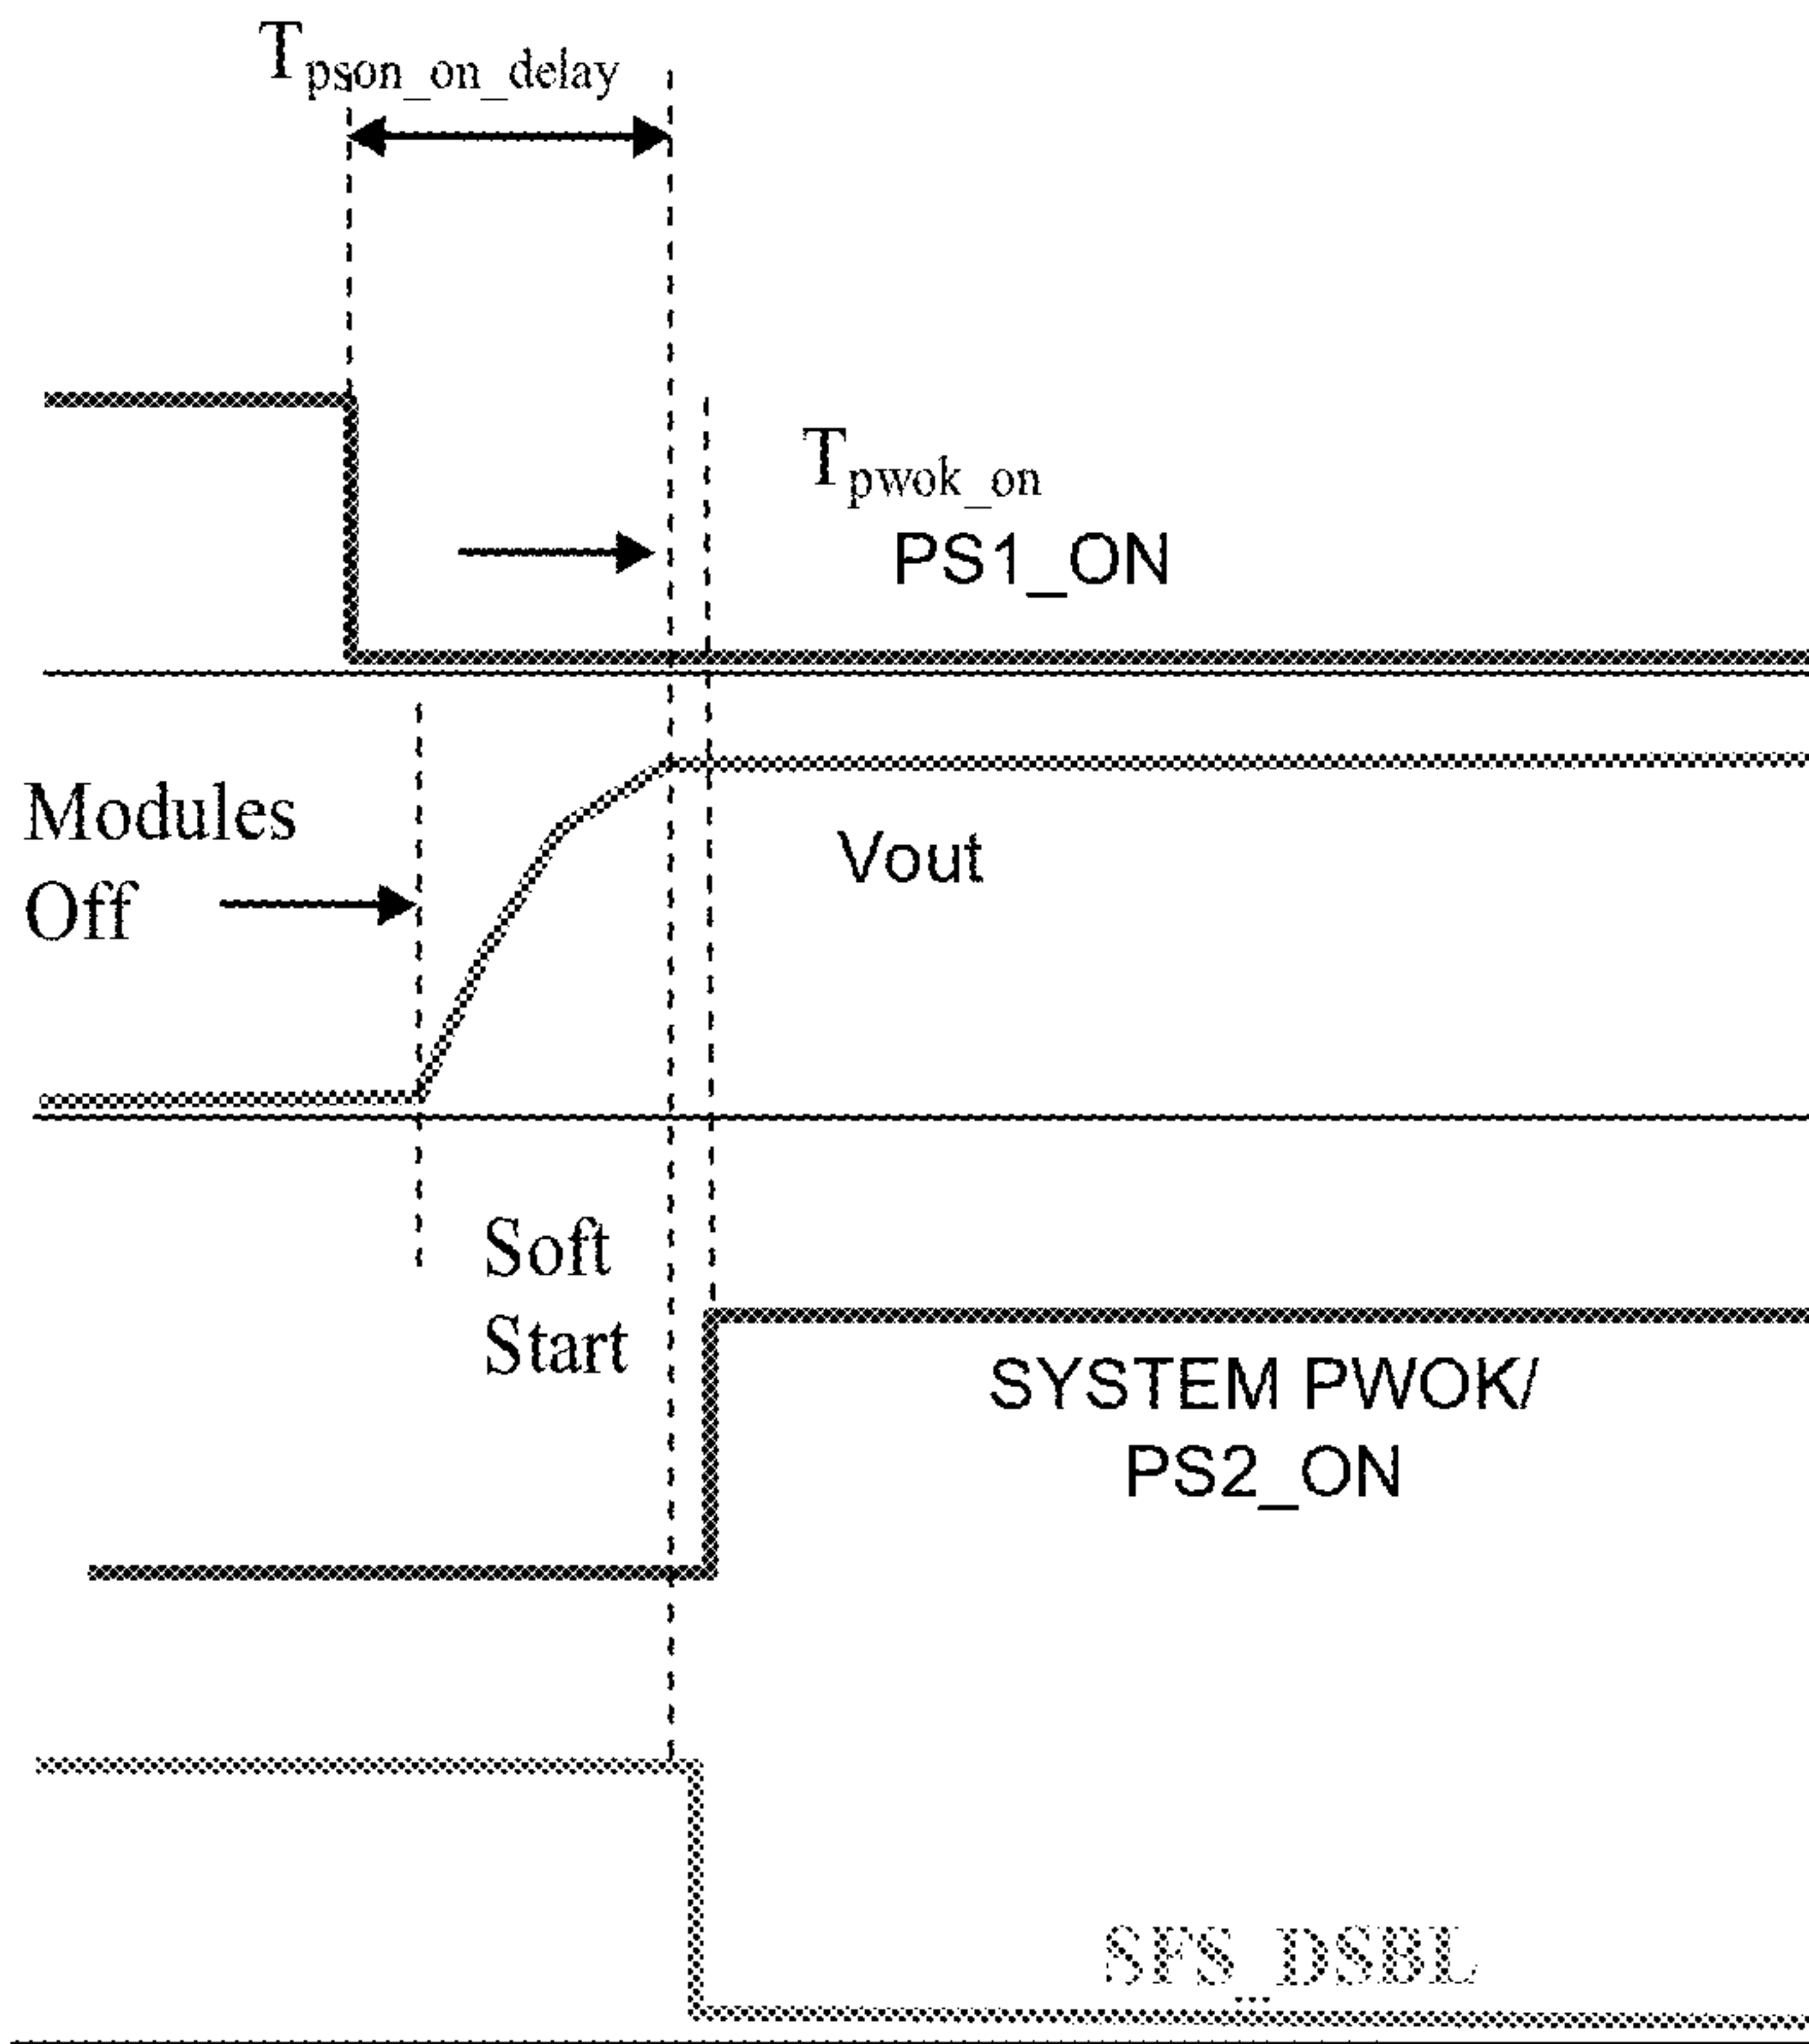 Tpson_on_delay
Tpwok_on
PS1_ON
Modules
Off
Vout
Soft
Start
SYSTEM PWOK/
PS2_ON
SFS_DSBL